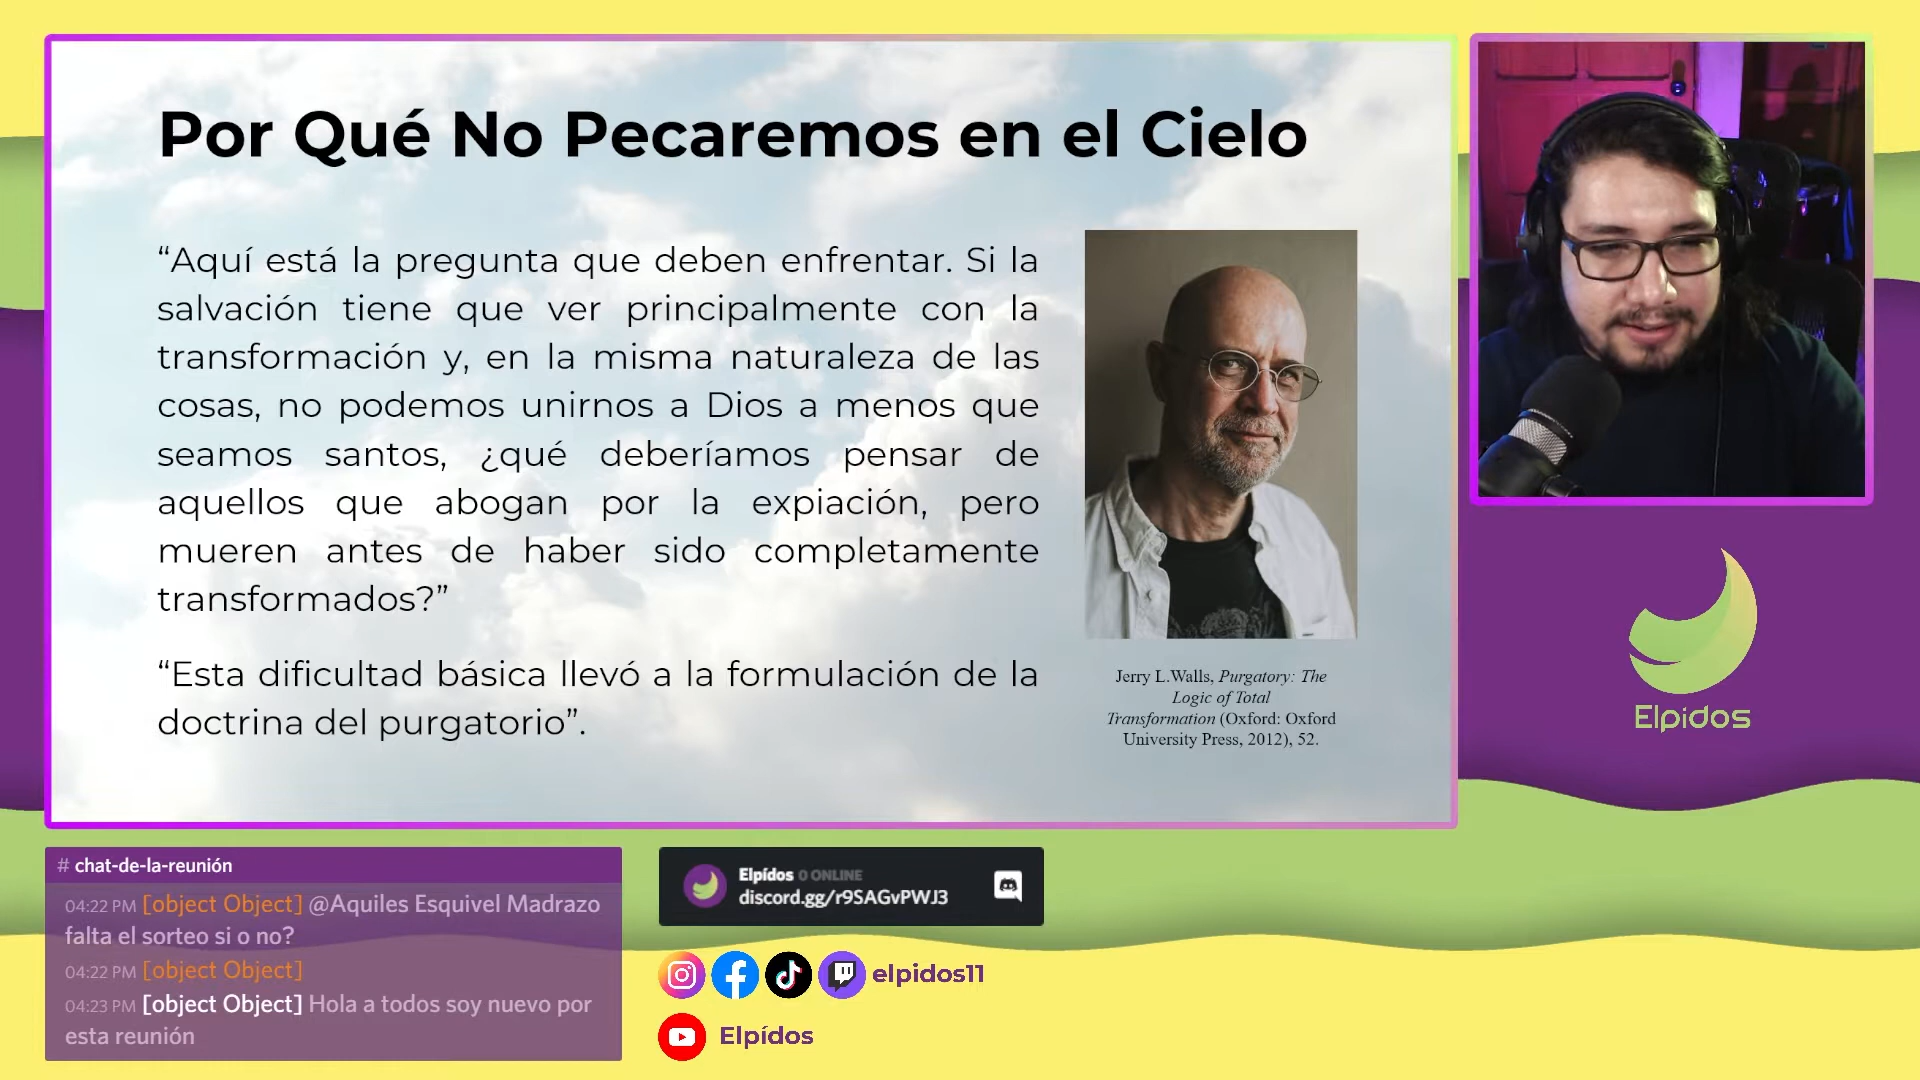 Por Qué No Pecaremos en el Cielo
“Aquí está la pregunta que deben enfrentar. Si la
salvación tiene que ver principalmente con la
transformación y, en la misma naturaleza de las
cosas, no podemos unirnos a Dios a menos que
seamos santos, ¿qué deberíamos pensar de
aquellos que abogan por la expiación, pero
mueren antes de haber sido completamente
transformados?”
“Esta dificultad básica llevó a la formulación de la
doctrina del purgatorio”.
Jerry L.Walls, Purgatory: The
Logic of Total
Transformation (Oxford: Oxford
University Press, 2012), 52.
Elpidos
# chat-de-la-reunión
04:22 PM [object Object] @Aquiles Esquivel Madrazo
falta el sorteo si o no?
04:22 PM [object Object]
04:23 PM [object Object] Hola a todos soy nuevo por
esta reunión
Elpídos 0 ONLINE
discord.gg/r9SAGvPWJ3
elpidos11
Elpídos